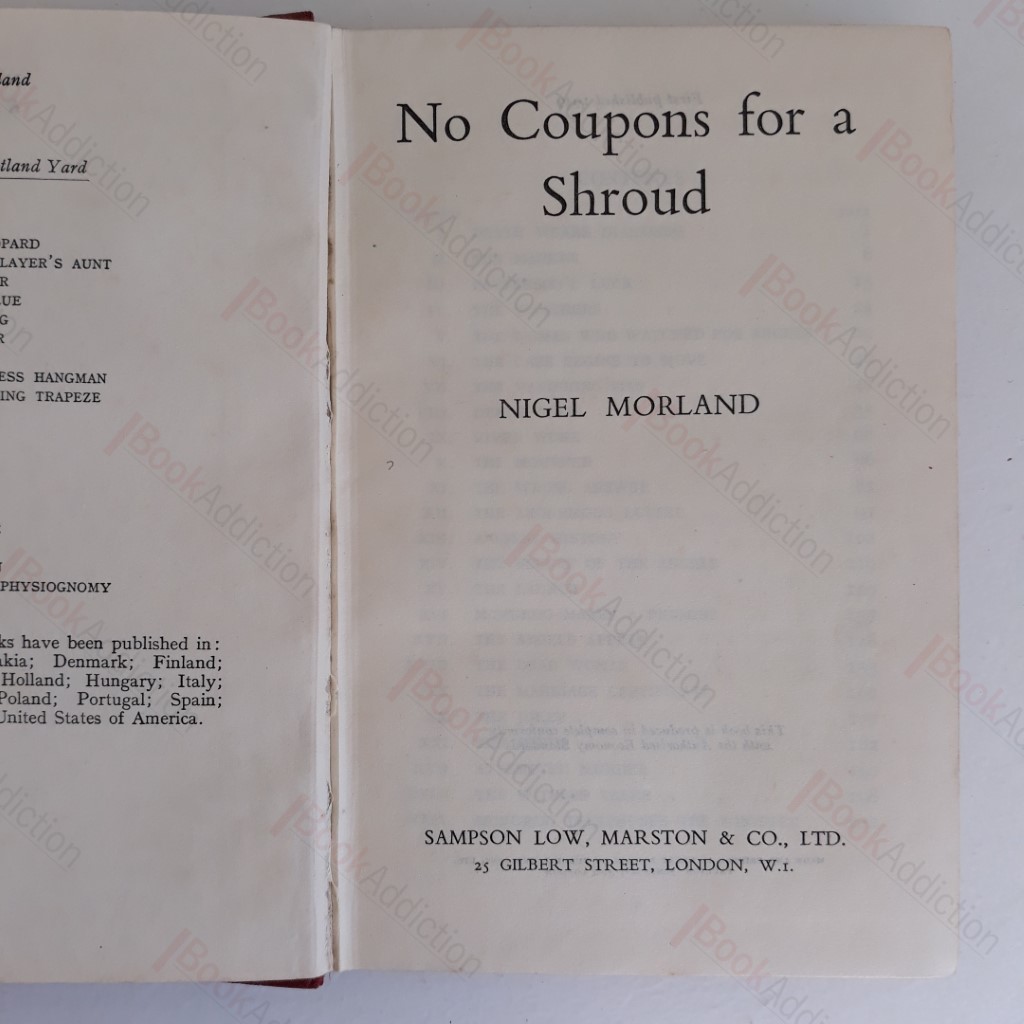 land
tland Yard
PARD
LAYER'S AUNT
R
UE
G
R
ESS HANGMAN
ING TRAPEZE
PHYSIOGNOMY
ks have been published in:
kia; Denmark; Finland;
Holland; Hungary; Italy;
Poland; Portugal; Spain;
United States of America.
No Coupons for a
Shroud
NIGEL MORLAND
SAMPSON LOW, MARSTON & CO., LTD.
25 GILBERT STREET, LONDON, W.1.
BookAddiction